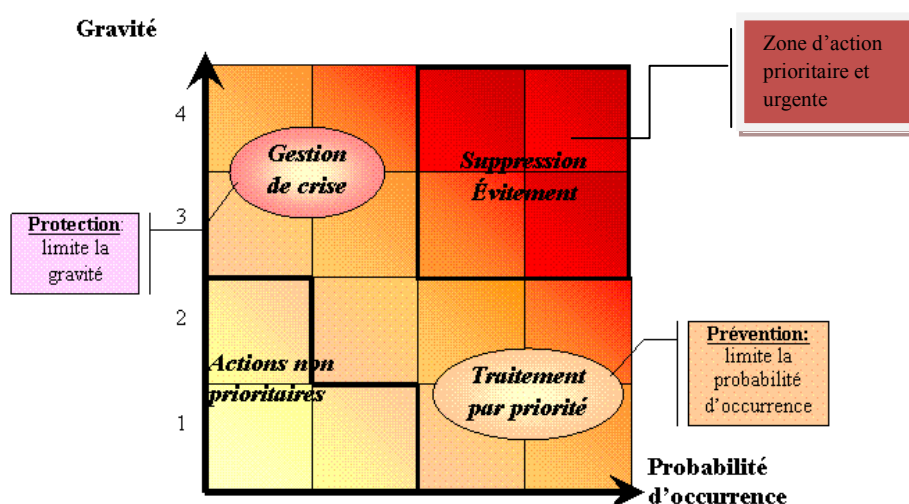 Gravité
Zone d’action
prioritaire et
urgente
4
Gestion
de crise
Suppression
Évitement
3
Protection:
limite la
gravité
2
Prévention:
limite la
probabilité
d’occurrence
Actions non
prioritaires
Traitement
par priorité
1
Probabilité
d’occurrence